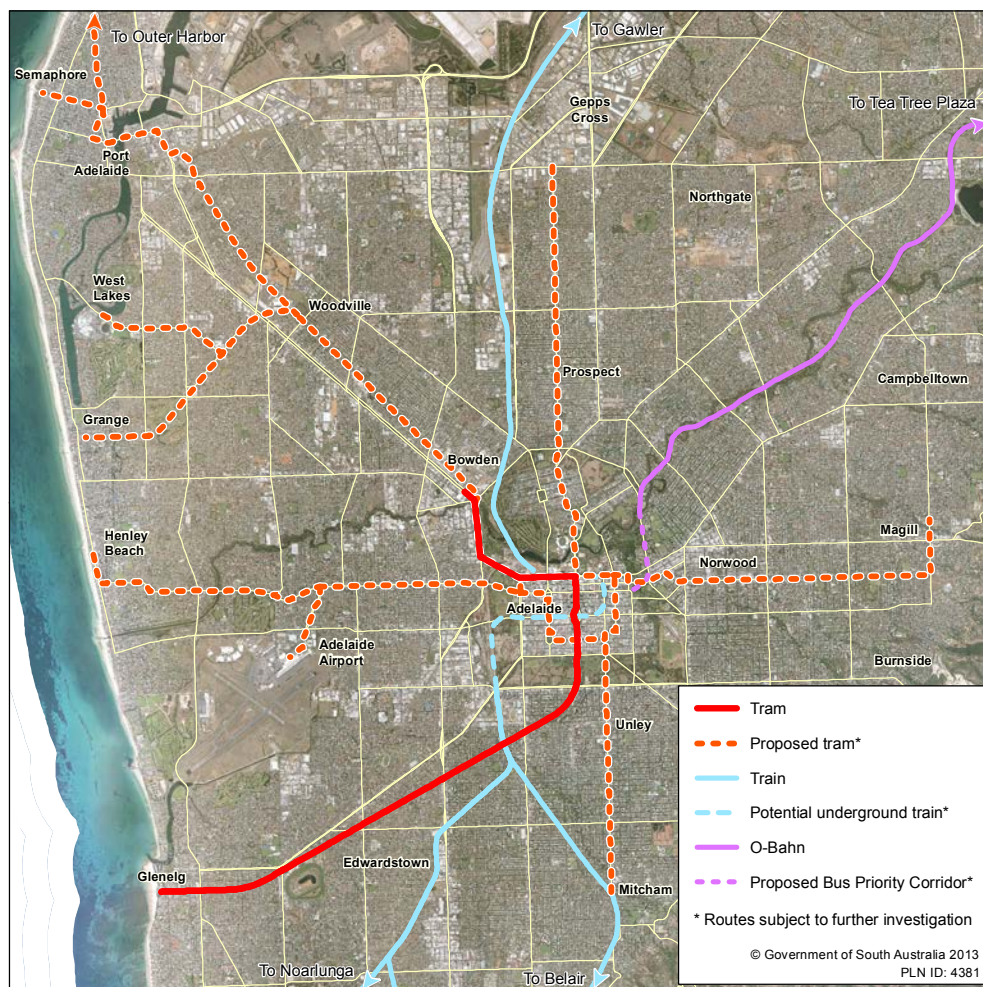 To Outer Harbor
To Gawler
Semaphore
Gepps
Cross
To Tea Tree Plaza
Port
Adelaide
Northgate
West
Lakes
Woodville
Prospect
Campbelltown
Grange
Bowden
Henley
Beach
Magill
Norwood
Adelaide
Adelaide
Airport
Burnside
Unley
Tram
Proposed tram*
Train
Potential underground train*
O-Bahn
Proposed Bus Priority Corridor*
* Routes subject to further investigation
© Government of South Australia 2013
PLN ID: 4381
Edwardstown
Glenelg
Mitcham
To Noarlunga
To Belair